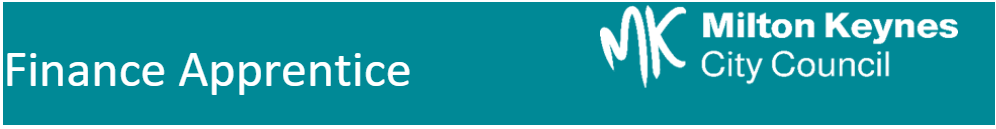 Finance Apprentice
MK Milton Keynes
City Council